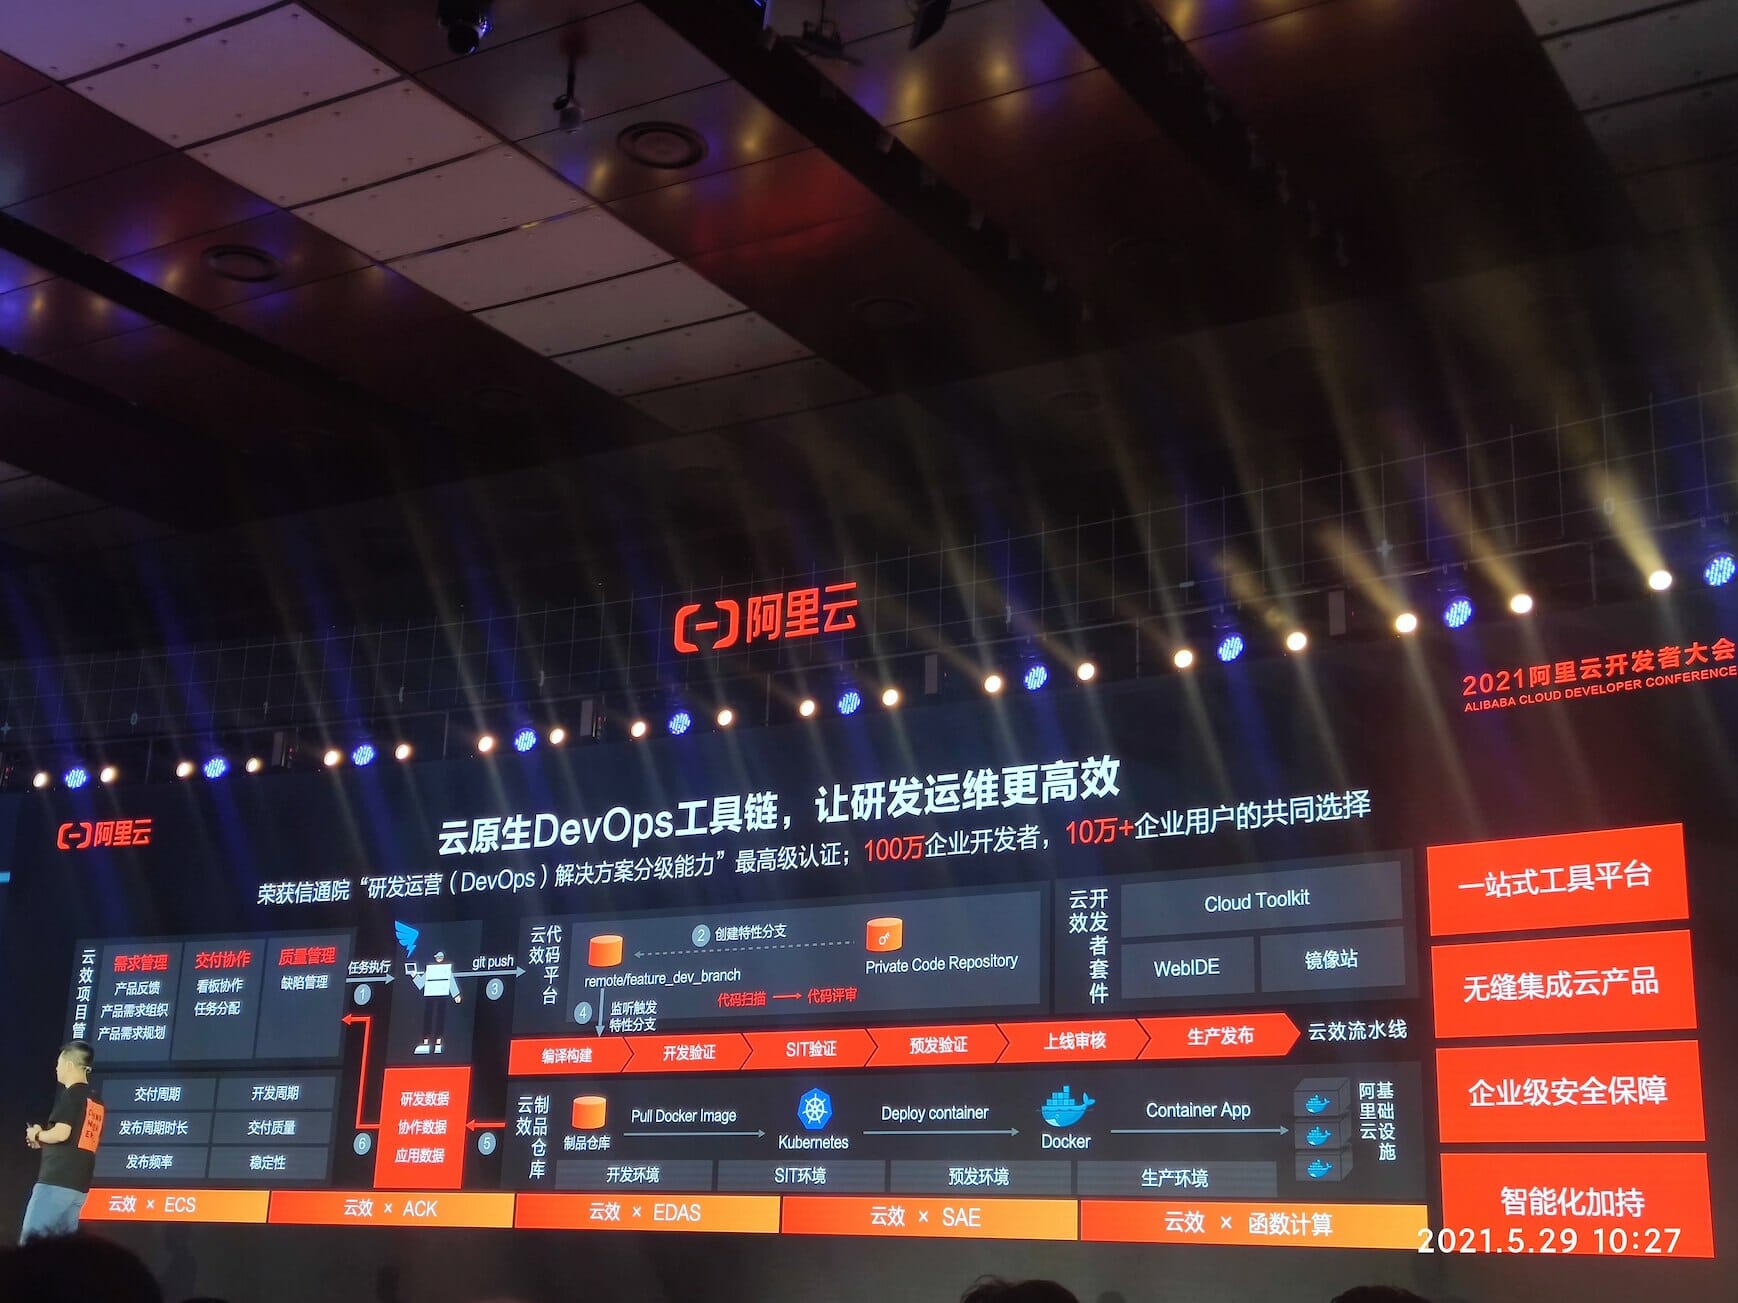 阿里云
2021阿里云开发者大会
ALIBABA CLOUD DEVELOPER CONFERENCE
阿里云
云原生DevOps工具链，让研发运维更高效
荣获信通院“研发运营（DevOps）解决方案分级能力”最高级认证；100万企业开发者，10万+企业用户的共同选择
云效项目管
需求管理
产品反馈
产品需求组织
产品需求规划
交付协作
看板协作
任务分配
质量管理
缺陷管理
交付周期
开发周期
发布周期时长
交付质量
发布频率
稳定性
任务执行
1
git push
3
云效代码平台
2 创建特性分支
remote/feature_dev_branch
Private Code Repository
代码扫描
代码评审
4
监听触发
特性分支
云效开发者套件
Cloud Toolkit
WebIDE
镜像站
编译构建
开发验证
SIT验证
预发验证
上线审核
生产发布
云效流水线
研发数据
协作数据
应用数据
5
6
云效制品仓库
制品仓库
Pull Docker Image
Kubernetes
Deploy container
Docker
Container App
阿里云基础设施
开发环境
SIT环境
预发环境
生产环境
云效 × ECS
云效 × ACK
云效 × EDAS
云效 × SAE
云效 × 函数计算
一站式工具平台
无缝集成云产品
企业级安全保障
智能化加持
2021.5.29 10:27